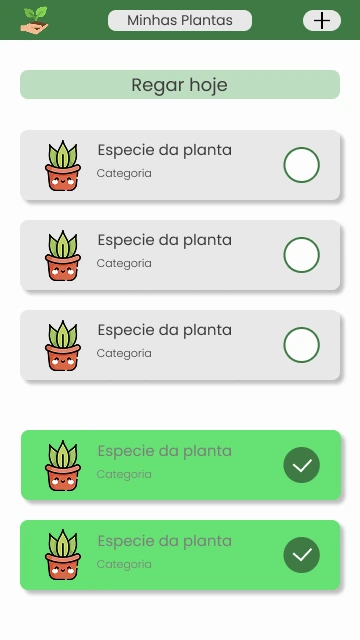 Minhas Plantas
Regar hoje
Especie da planta
Categoria
Especie da planta
Categoria
Especie da planta
Categoria
Especie da planta
Categoria
Especie da planta
Categoria